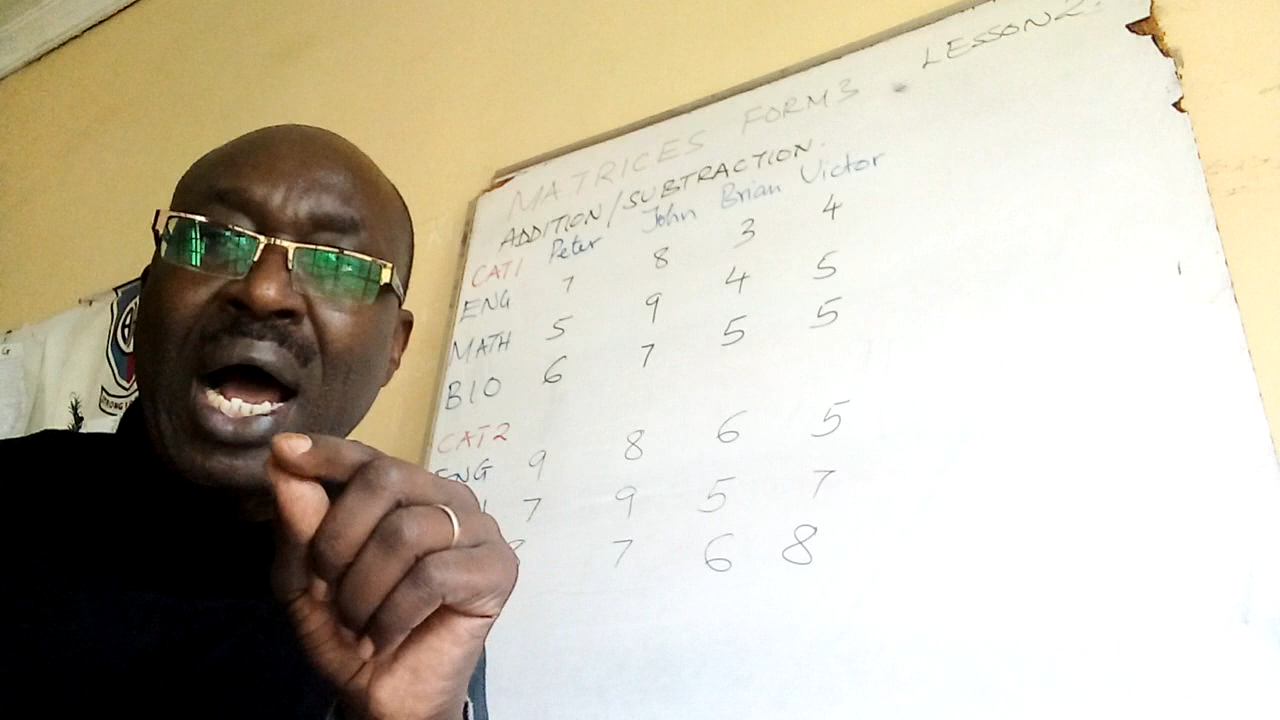 MATRICES FORM 3. LESSON 2.
ADDITION/SUBTRACTION.
CAT1 Peter John Brian Victor
ENG 7 8 3 4
MATH 5 9 4 5
BIO 6 7 5 5
CAT2
ENG 9 8 6 5
7 9 5 7
7 6 8